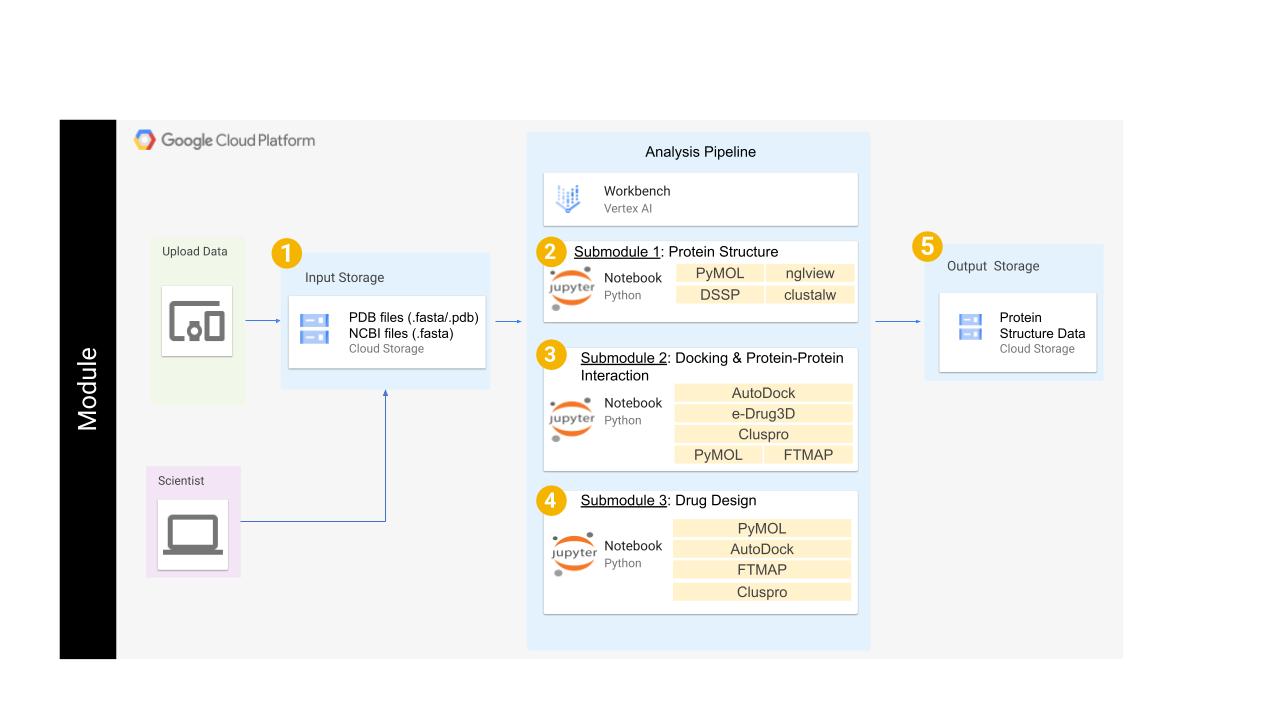 Module
Google Cloud Platform
Upload Data
Scientist
1
Input Storage
PDB files (.fasta/.pdb)
NCBI files (.fasta)
Cloud Storage
Analysis Pipeline
Workbench
Vertex AI
2
Submodule 1: Protein Structure
jupyter
Notebook
Python
PyMOL
nglview
DSSP
clustalw
3
Submodule 2: Docking & Protein-Protein
Interaction
jupyter
Notebook
Python
AutoDock
e-Drug3D
Cluspro
PyMOL
FTMAP
4
Submodule 3: Drug Design
jupyter
Notebook
Python
PyMOL
AutoDock
FTMAP
Cluspro
5
Output Storage
Protein
Structure Data
Cloud Storage